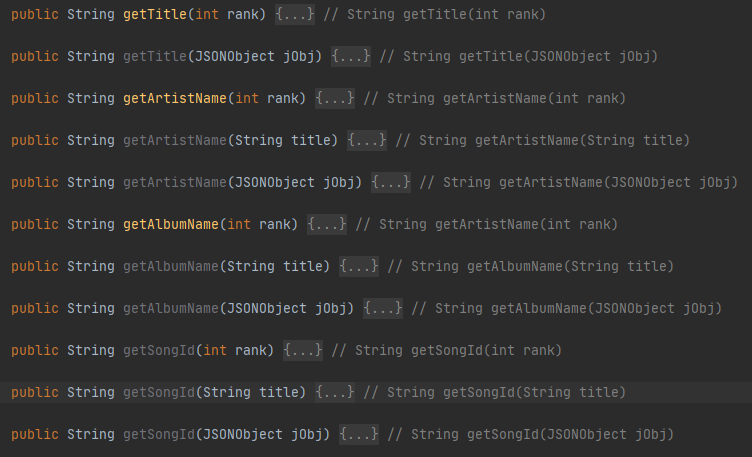 public String getTitle(int rank) {...} // String getTitle(int rank)
public String getTitle(JSONObject jObj) {...} // String getTitle(JSONObject jObj)
public String getArtistName(int rank) {...} // String getArtistName(int rank)
public String getArtistName(String title) {...} // String getArtistName(String title)
public String getArtistName(JSONObject jObj) {...} // String getArtistName(JSONObject jObj)
public String getAlbumName(int rank) {...} // String getArtistName(int rank)
public String getAlbumName(String title) {...} // String getAlbumName(String title)
public String getAlbumName(JSONObject jObj) {...} // String getAlbumName(JSONObject jObj)
public String getSongId(int rank) {...} // String getSongId(int rank)
public String getSongId(String title) {...} // String getSongId(String title)
public String getSongId(JSONObject jObj) {...} // String getSongId(JSONObject jObj)